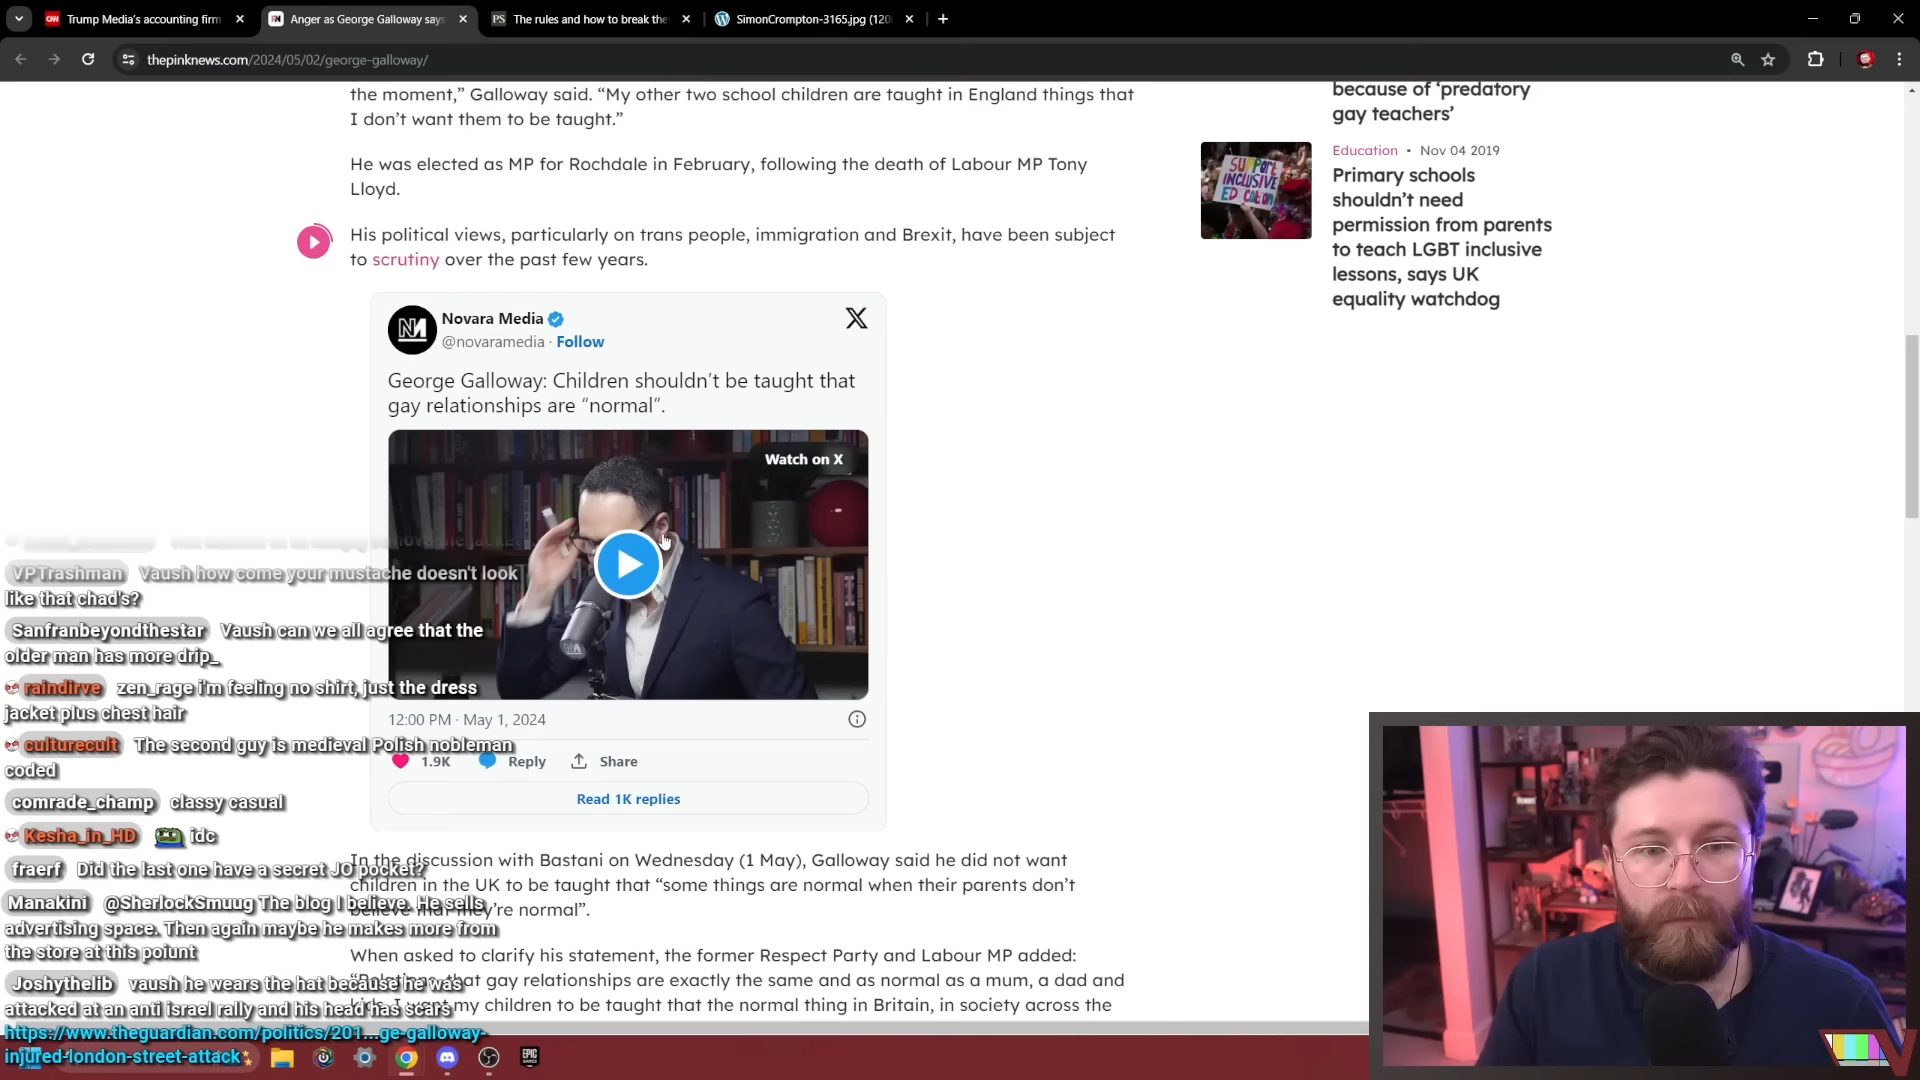 Trump Media's accounting firm
Anger as George Galloway says
PS The rules and how to break the
SimonCrompton-3165.jpg (120
thepinknews.com/2024/05/02/george-galloway/
the moment,” Galloway said. “My other two school children are taught in England things that
I don’t want them to be taught.”
He was elected as MP for Rochdale in February, following the death of Labour MP Tony
Lloyd.
His political views, particularly on trans people, immigration and Brexit, have been subject
to scrutiny over the past few years.
because of ‘predatory
gay teachers’
Education • Nov 04 2019
Primary schools
shouldn’t need
permission from parents
to teach LGBT inclusive
lessons, says UK
equality watchdog
SUPPORT
INCLUSIVE
EDUCATION
Novara Media
@novaramedia · Follow
George Galloway: Children shouldn’t be taught that
gay relationships are “normal”.
Watch on X
12:00 PM · May 1, 2024
1.9K Reply Share
Read 1K replies
In the discussion with Bastani on Wednesday (1 May), Galloway said he did not want
children in the UK to be taught that “some things are normal when their parents don’t
believe that they’re normal”.
When asked to clarify his statement, the former Respect Party and Labour MP added:
that gay relationships are exactly the same and as normal as a mum, a dad and
kids. I want my children to be taught that the normal thing in Britain, in society across the
VPTrashman Vaush how come your mustache doesn't look
like that chad's?
Sanfranbeyondthestar Vaush can we all agree that the
older man has more drip_
raindirve zen_rage i'm feeling no shirt, just the dress
jacket plus chest hair
culturecult The second guy is medieval Polish nobleman
coded
comrade_champ classy casual
Kesha_in_HD idc
fraerf Did the last one have a secret JO pocket?
Manakini @SherlockSmuug The blog I believe. He sells
advertising space. Then again maybe he makes more from
the store at this poiunt
Joshythelib vaush he wears the hat because he was
attacked at an anti israel rally and his head has scars
https://www.theguardian.com/politics/201...ge-galloway-
injured-london-street-attack
EPIC